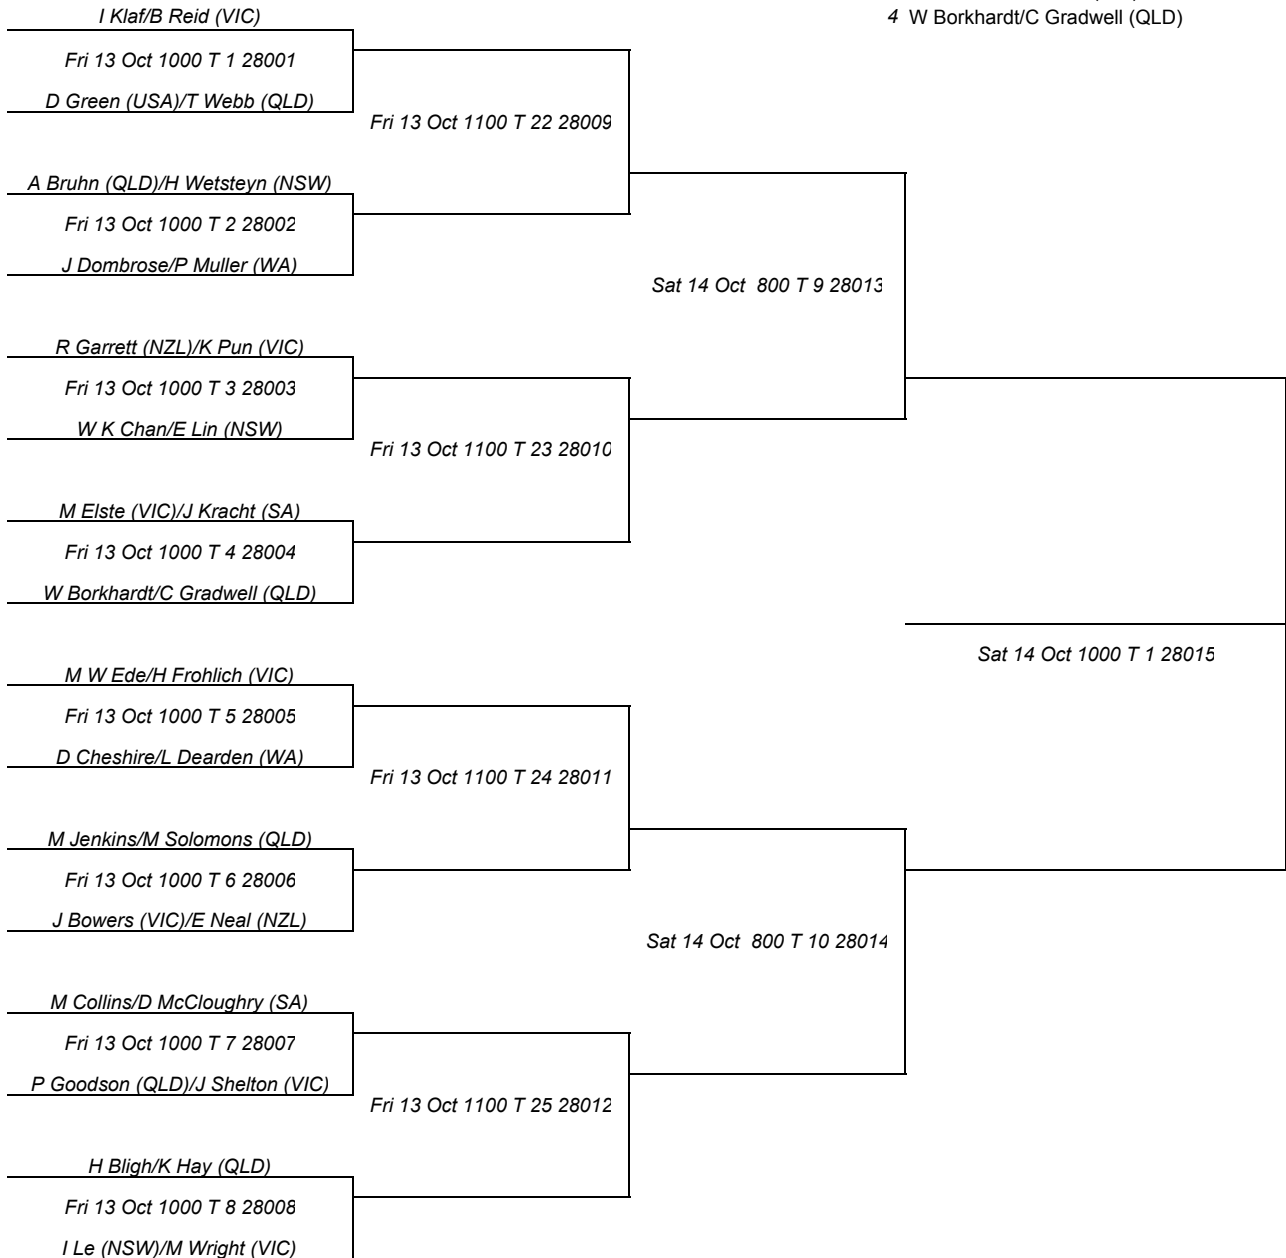 I Klaf/B Reid (VIC)
4 W Borkhardt/C Gradwell (QLD)
Fri 13 Oct 1000 T 1 28001
D Green (USA)/T Webb (QLD)
Fri 13 Oct 1100 T 22 28009
A Bruhn (QLD)/H Wetsteyn (NSW)
Fri 13 Oct 1000 T 2 28002
J Dombrose/P Muller (WA)
Sat 14 Oct 800 T 9 28013
R Garrett (NZL)/K Pun (VIC)
Fri 13 Oct 1000 T 3 28003
W K Chan/E Lin (NSW)
Fri 13 Oct 1100 T 23 28010
M Elste (VIC)/J Kracht (SA)
Fri 13 Oct 1000 T 4 28004
W Borkhardt/C Gradwell (QLD)
Sat 14 Oct 1000 T 1 28015
M W Ede/H Frohlich (VIC)
Fri 13 Oct 1000 T 5 28005
D Cheshire/L Dearden (WA)
Fri 13 Oct 1100 T 24 28011
M Jenkins/M Solomons (QLD)
Fri 13 Oct 1000 T 6 28006
J Bowers (VIC)/E Neal (NZL)
Sat 14 Oct 800 T 10 28014
M Collins/D McCloughry (SA)
Fri 13 Oct 1000 T 7 28007
P Goodson (QLD)/J Shelton (VIC)
Fri 13 Oct 1100 T 25 28012
H Bligh/K Hay (QLD)
Fri 13 Oct 1000 T 8 28008
I Le (NSW)/M Wright (VIC)